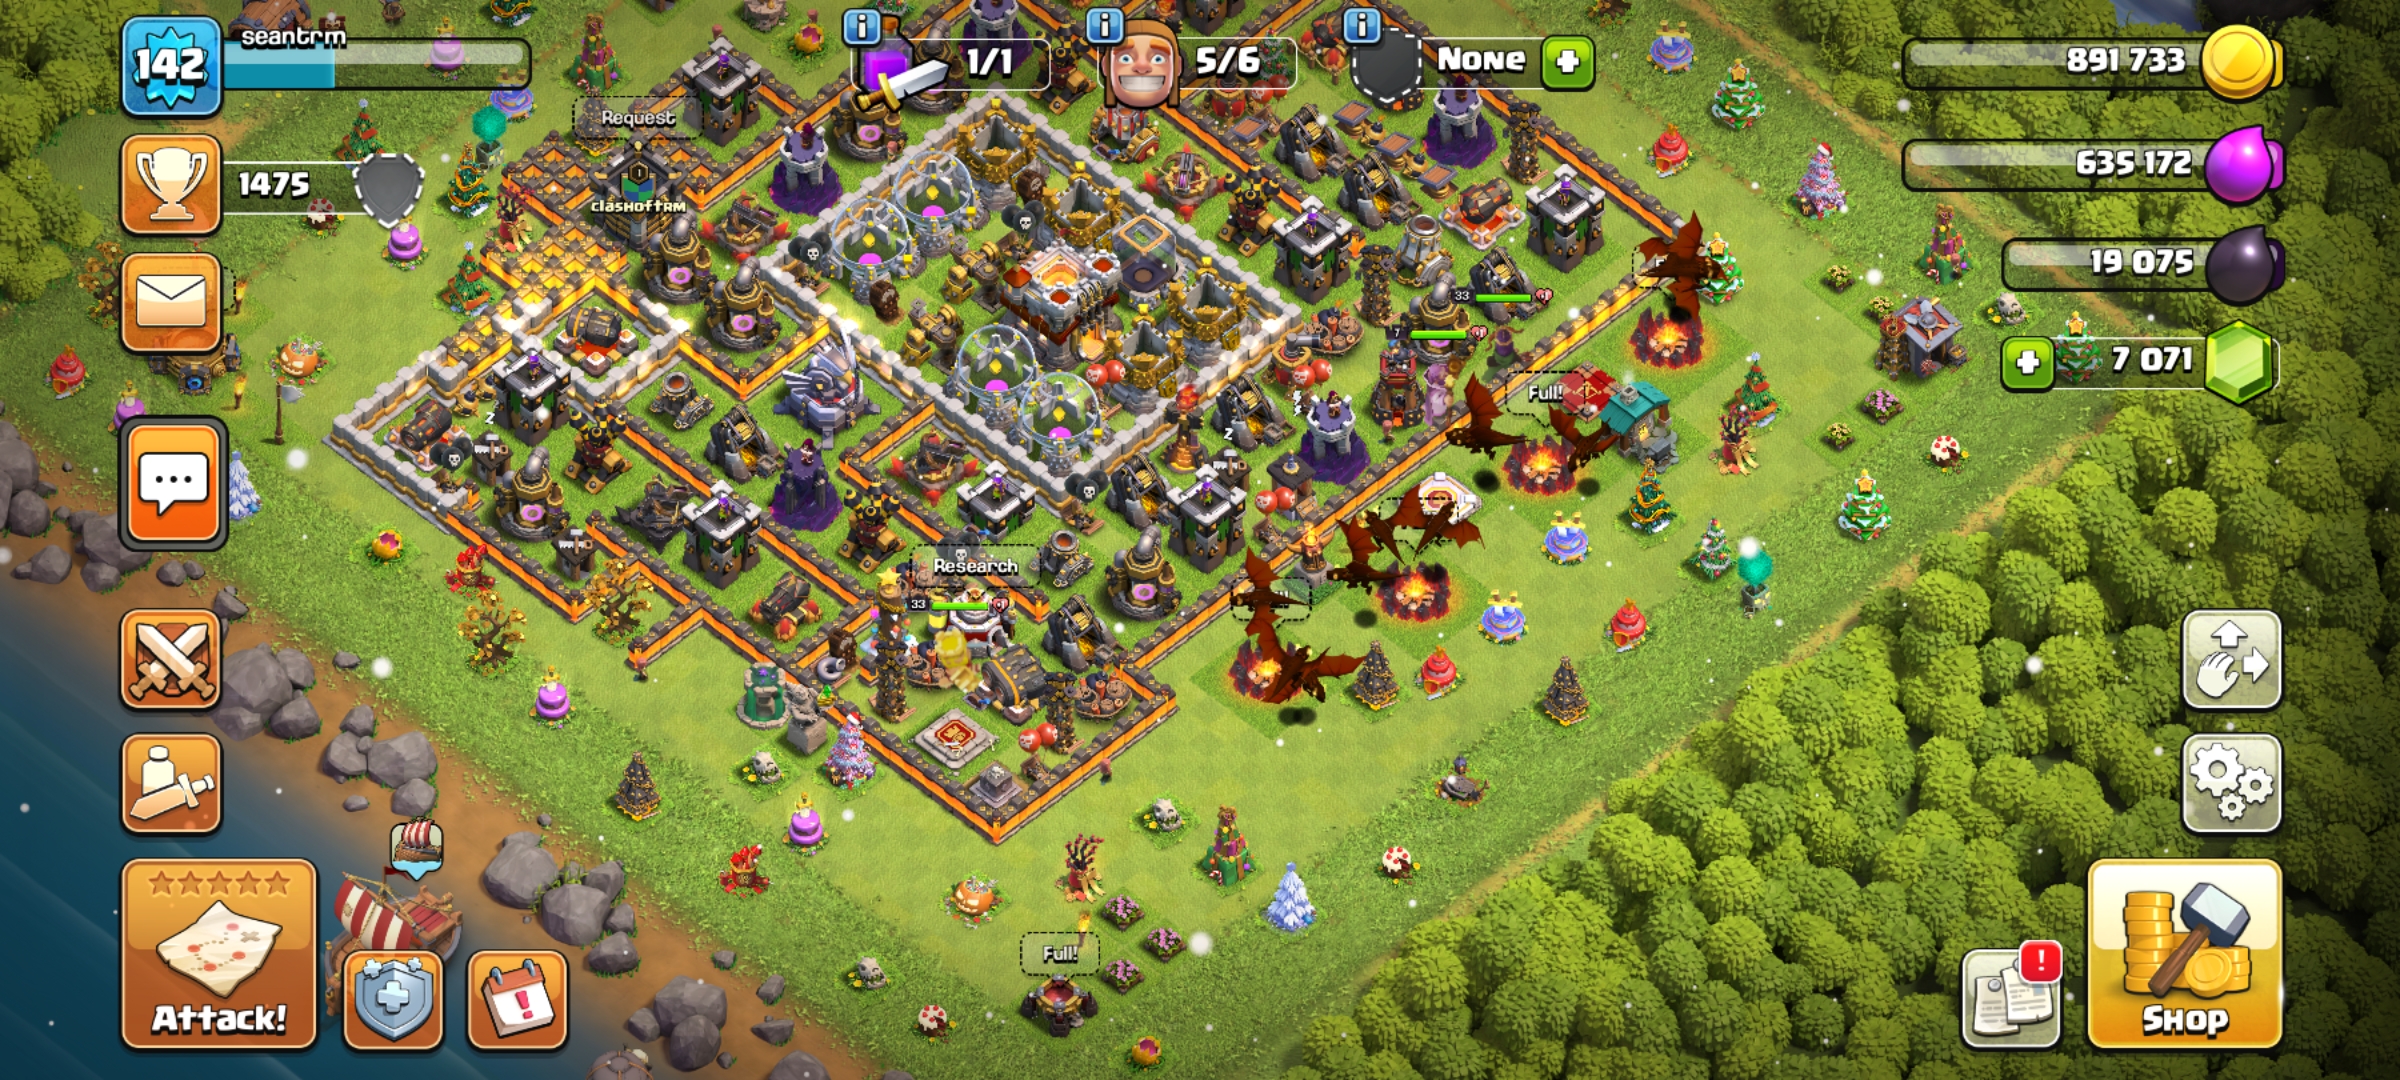 142
seantrm
1/1
5/6
None
891 733
1475
Request
clashoftrm
635 172
19 075
7 071
33
7
Full!
z
z
Research
33
Full!
Attack!
Shop